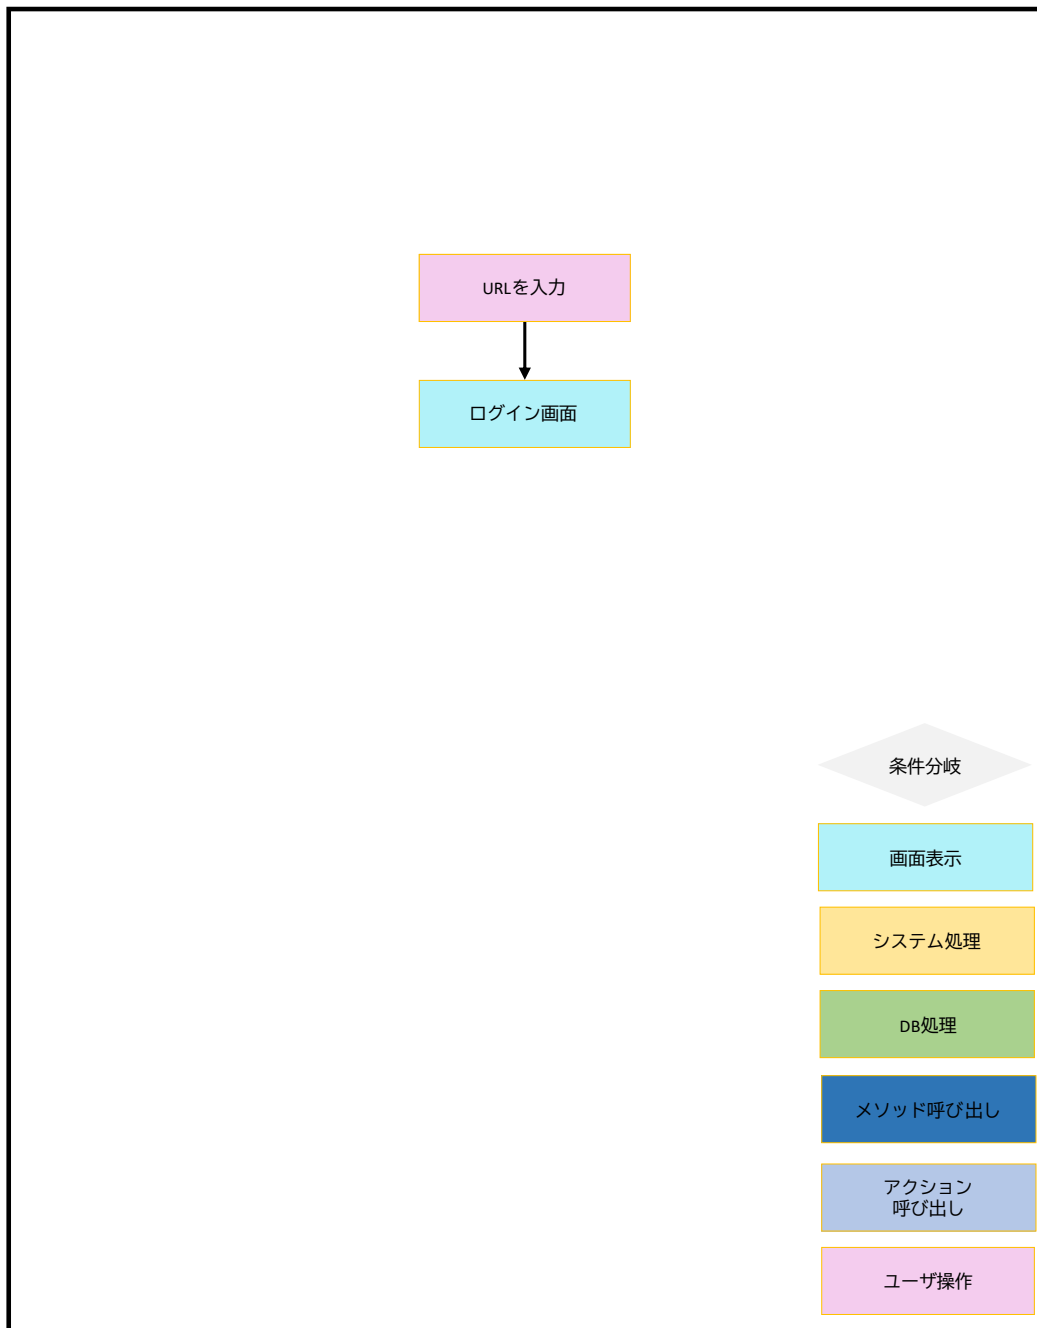 URLを入力
ログイン画面
条件分岐
画面表示
システム処理
DB処理
メソッド呼び出し
アクション
呼び出し
ユーザ操作